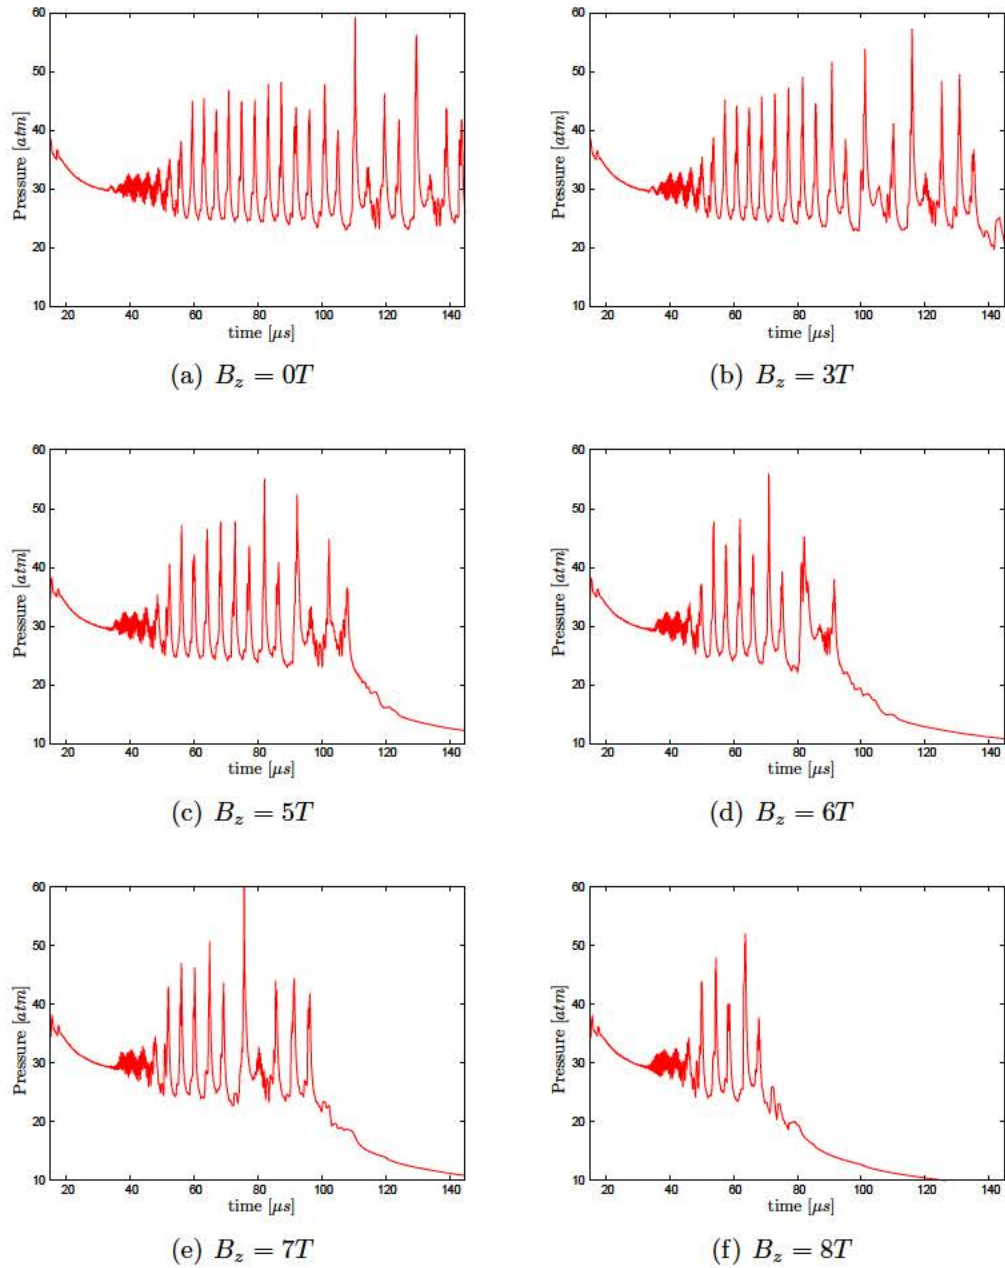 60
50
40
30
20
10
Pressure [atm]
20 40 60 80 100 120 140
time [μs]
(a) B_z = 0T
60
50
40
30
20
10
Pressure [atm]
20 40 60 80 100 120 140
time [μs]
(b) B_z = 3T
60
50
40
30
20
10
Pressure [atm]
20 40 60 80 100 120 140
time [μs]
(c) B_z = 5T
60
50
40
30
20
10
Pressure [atm]
20 40 60 80 100 120 140
time [μs]
(d) B_z = 6T
60
50
40
30
20
10
Pressure [atm]
20 40 60 80 100 120 140
time [μs]
(e) B_z = 7T
60
50
40
30
20
10
Pressure [atm]
20 40 60 80 100 120 140
time [μs]
(f) B_z = 8T